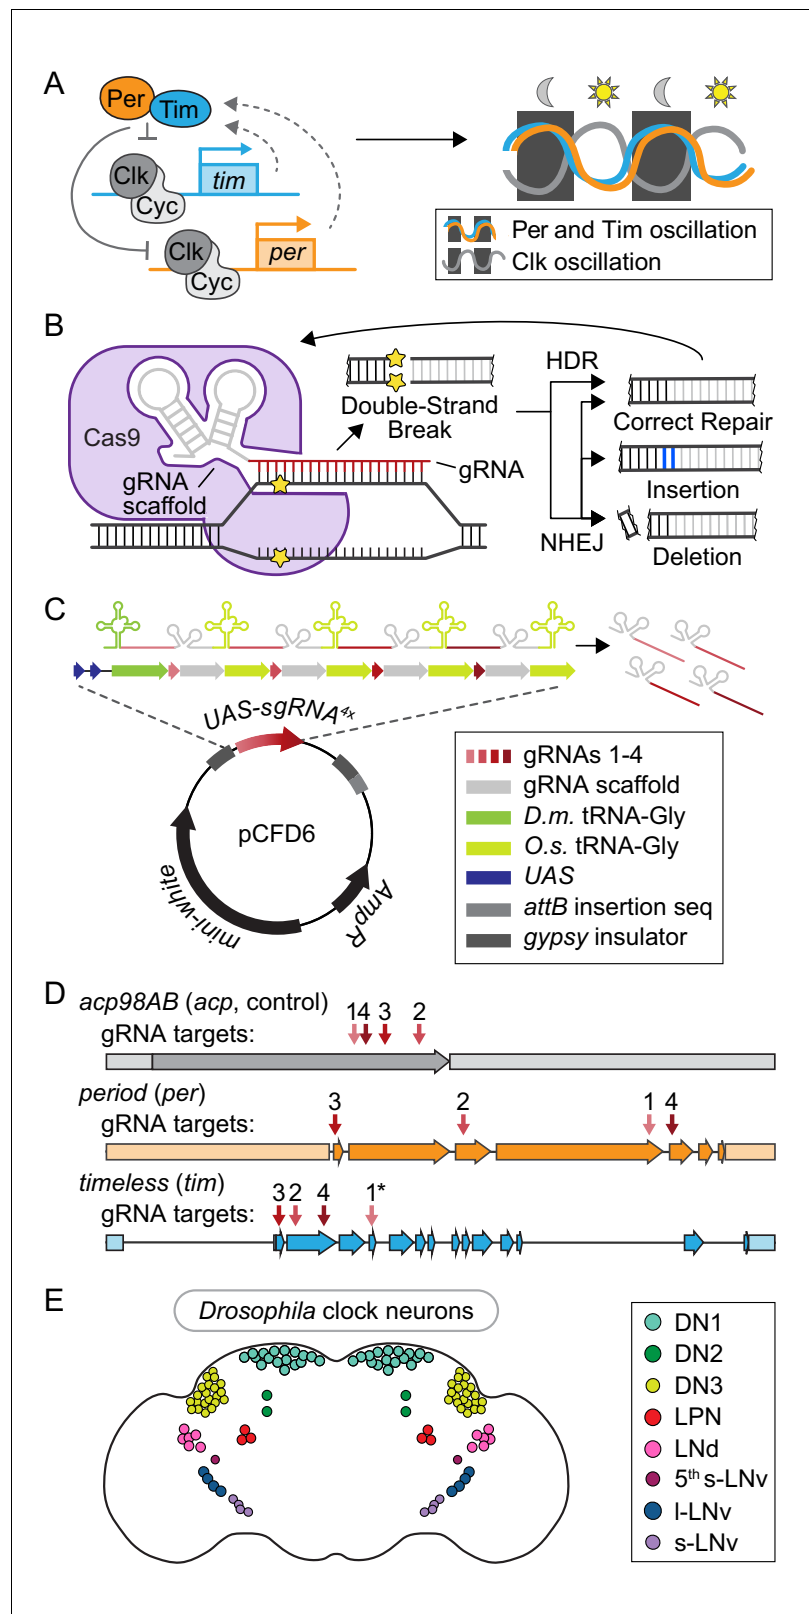 A
Per
Tim
Clk
Cyc
tim
Clk
Cyc
per
Per and Tim oscillation
Clk oscillation
B
Cas9
gRNA
scaffold
gRNA
Double-Strand
Break
HDR
NHEJ
Correct Repair
Insertion
Deletion
C
UAS-sgRNA4x
pCFD6
mini-white
AmpR
gRNAs 1-4
gRNA scaffold
D.m. tRNA-Gly
O.s. tRNA-Gly
UAS
attB insertion seq
gypsy insulator
D
acp98AB (acp, control)
gRNA targets:
14 3 2
period (per)
gRNA targets:
3 2 1 4
timeless (tim)
gRNA targets:
3 2 4 1*
E
Drosophila clock neurons
DN1
DN2
DN3
LPN
LNd
5th s-LNv
l-LNv
s-LNv